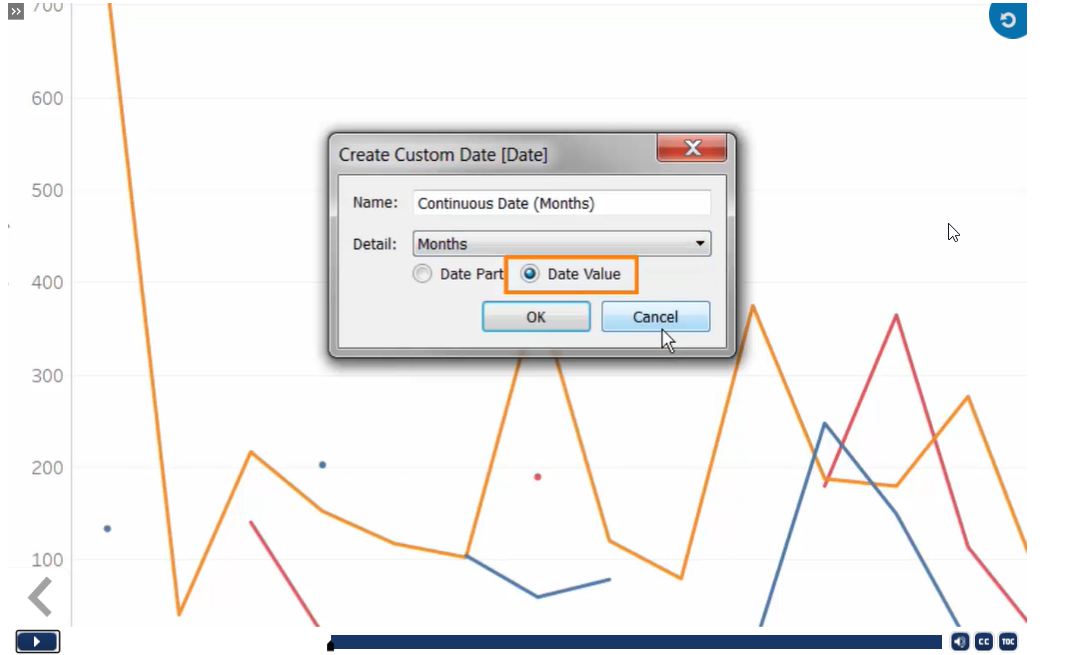 700
600
500
400
300
200
100
Create Custom Date [Date]
Name: Continuous Date (Months)
Detail: Months
Date Part Date Value
OK Cancel
CC TOC